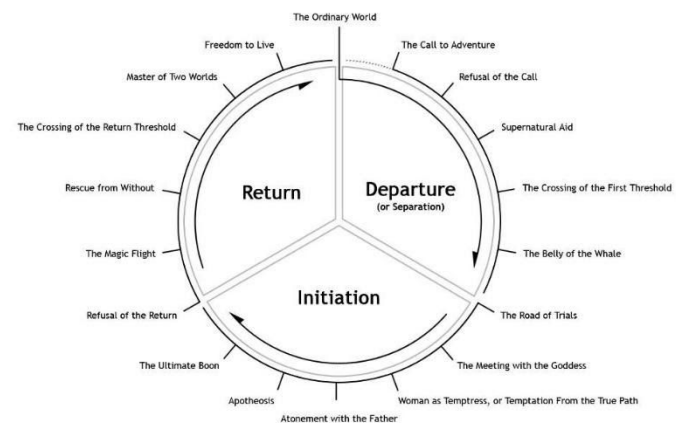 The Ordinary World
The Call to Adventure
Refusal of the Call
Supernatural Aid
The Crossing of the First Threshold
The Belly of the Whale
The Road of Trials
The Meeting with the Goddess
Woman as Temptress, or Temptation From the True Path
Atonement with the Father
Apotheosis
The Ultimate Boon
Refusal of the Return
The Magic Flight
Rescue from Without
The Crossing of the Return Threshold
Master of Two Worlds
Freedom to Live
Departure
(or Separation)
Initiation
Return